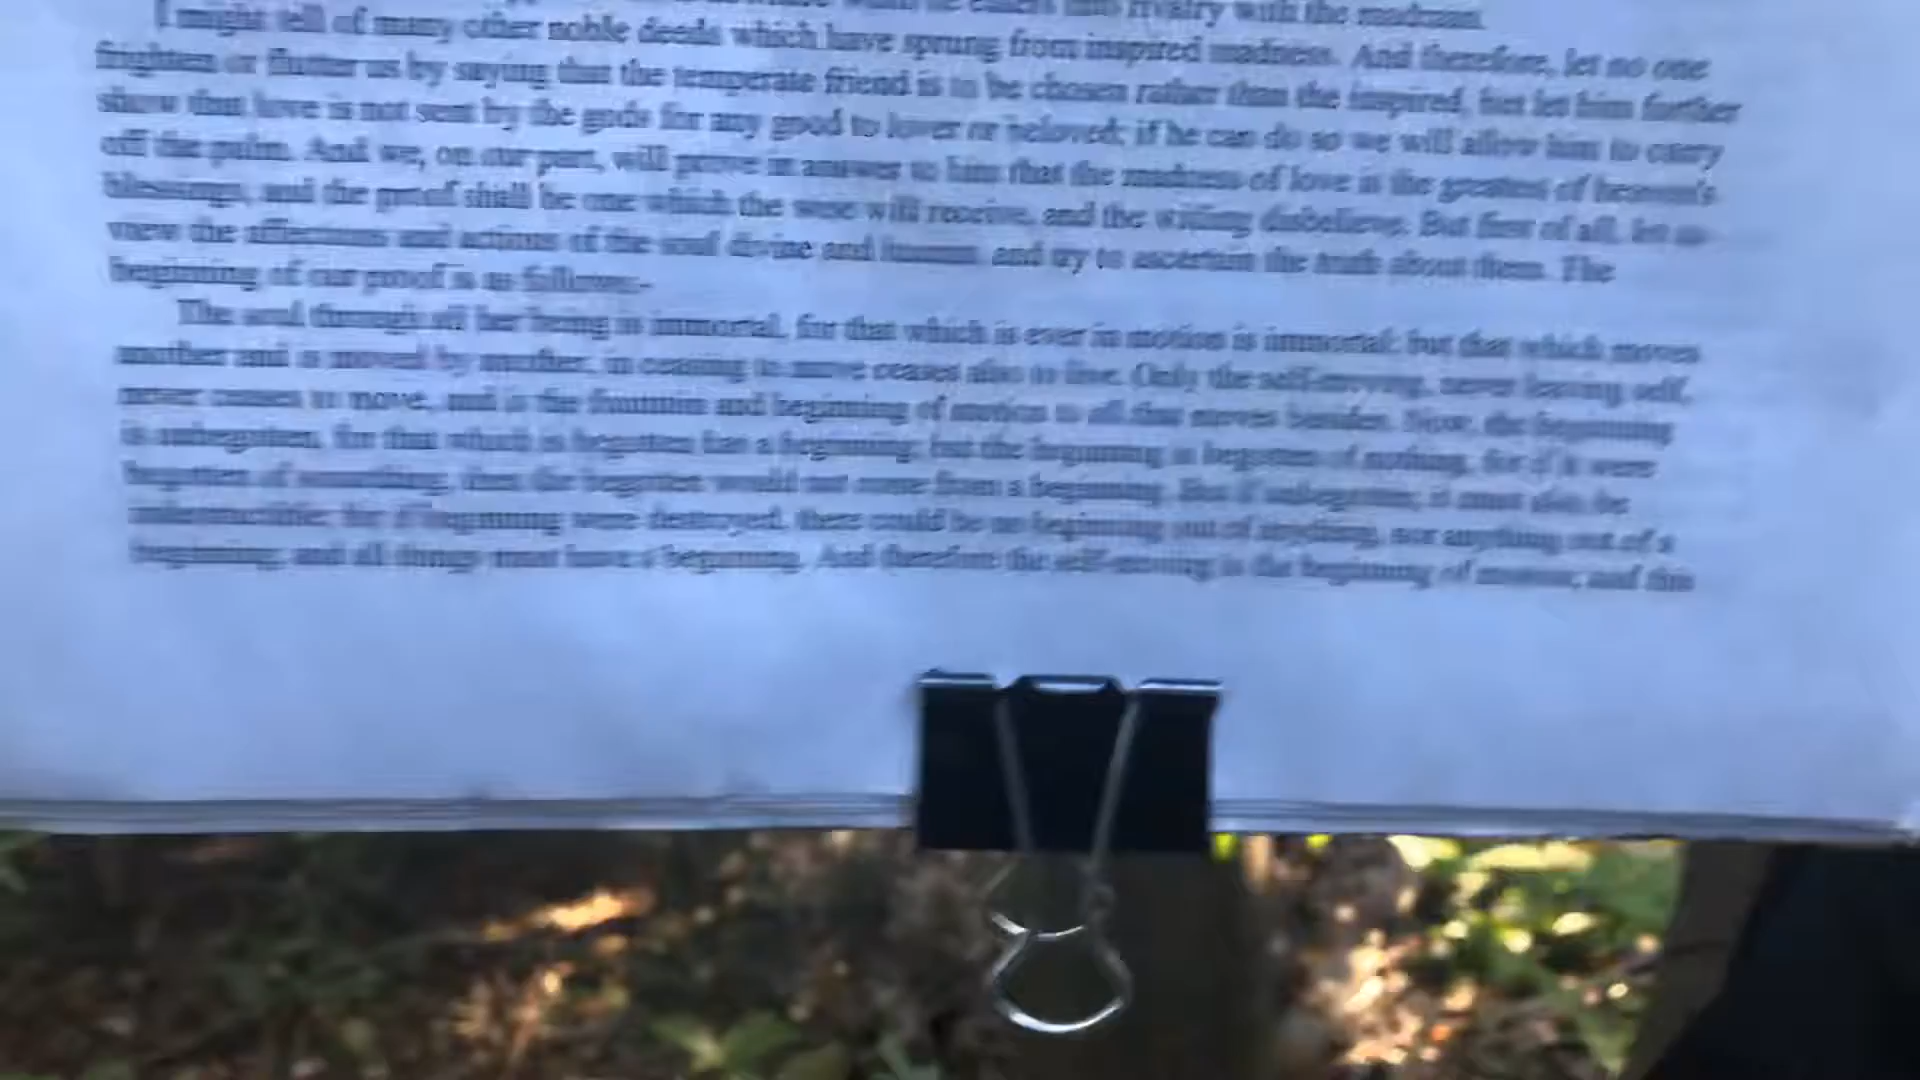 rivalry with the madman.
I might tell of many other noble deeds which have sprung from inspired madness. And therefore, let no one
frighten or flutter us by saying that the temperate friend is to be chosen rather than the inspired, but let him further
show that love is not sent by the gods for any good to lover or beloved; if he can do so we will allow him to carry
off the palm. And we, on our part, will prove in answer to him that the madness of love is the greatest of heaven's
blessings, and the proof shall be one which the wise will receive, and the witling disbelieve. But first of all, let us
view the affections and actions of the soul divine and human, and try to ascertain the truth about them. The
beginning of our proof is as follows:-
The soul through all her being is immortal, for that which is ever in motion is immortal; but that which moves
another and is moved by another, in ceasing to move ceases also to live. Only the self-moving, never leaving self,
never ceases to move, and is the fountain and beginning of motion to all that moves besides. Now, the beginning
is unbegotten, for that which is begotten has a beginning; but the beginning is begotten of nothing, for if it were
begotten of something, then the begotten would not come from a beginning. But if unbegotten, it must also be
indestructible; for if beginning were destroyed, there could be no beginning out of anything, nor anything out of a
beginning; and all things must have a beginning. And therefore the self-moving is the beginning of motion; and this